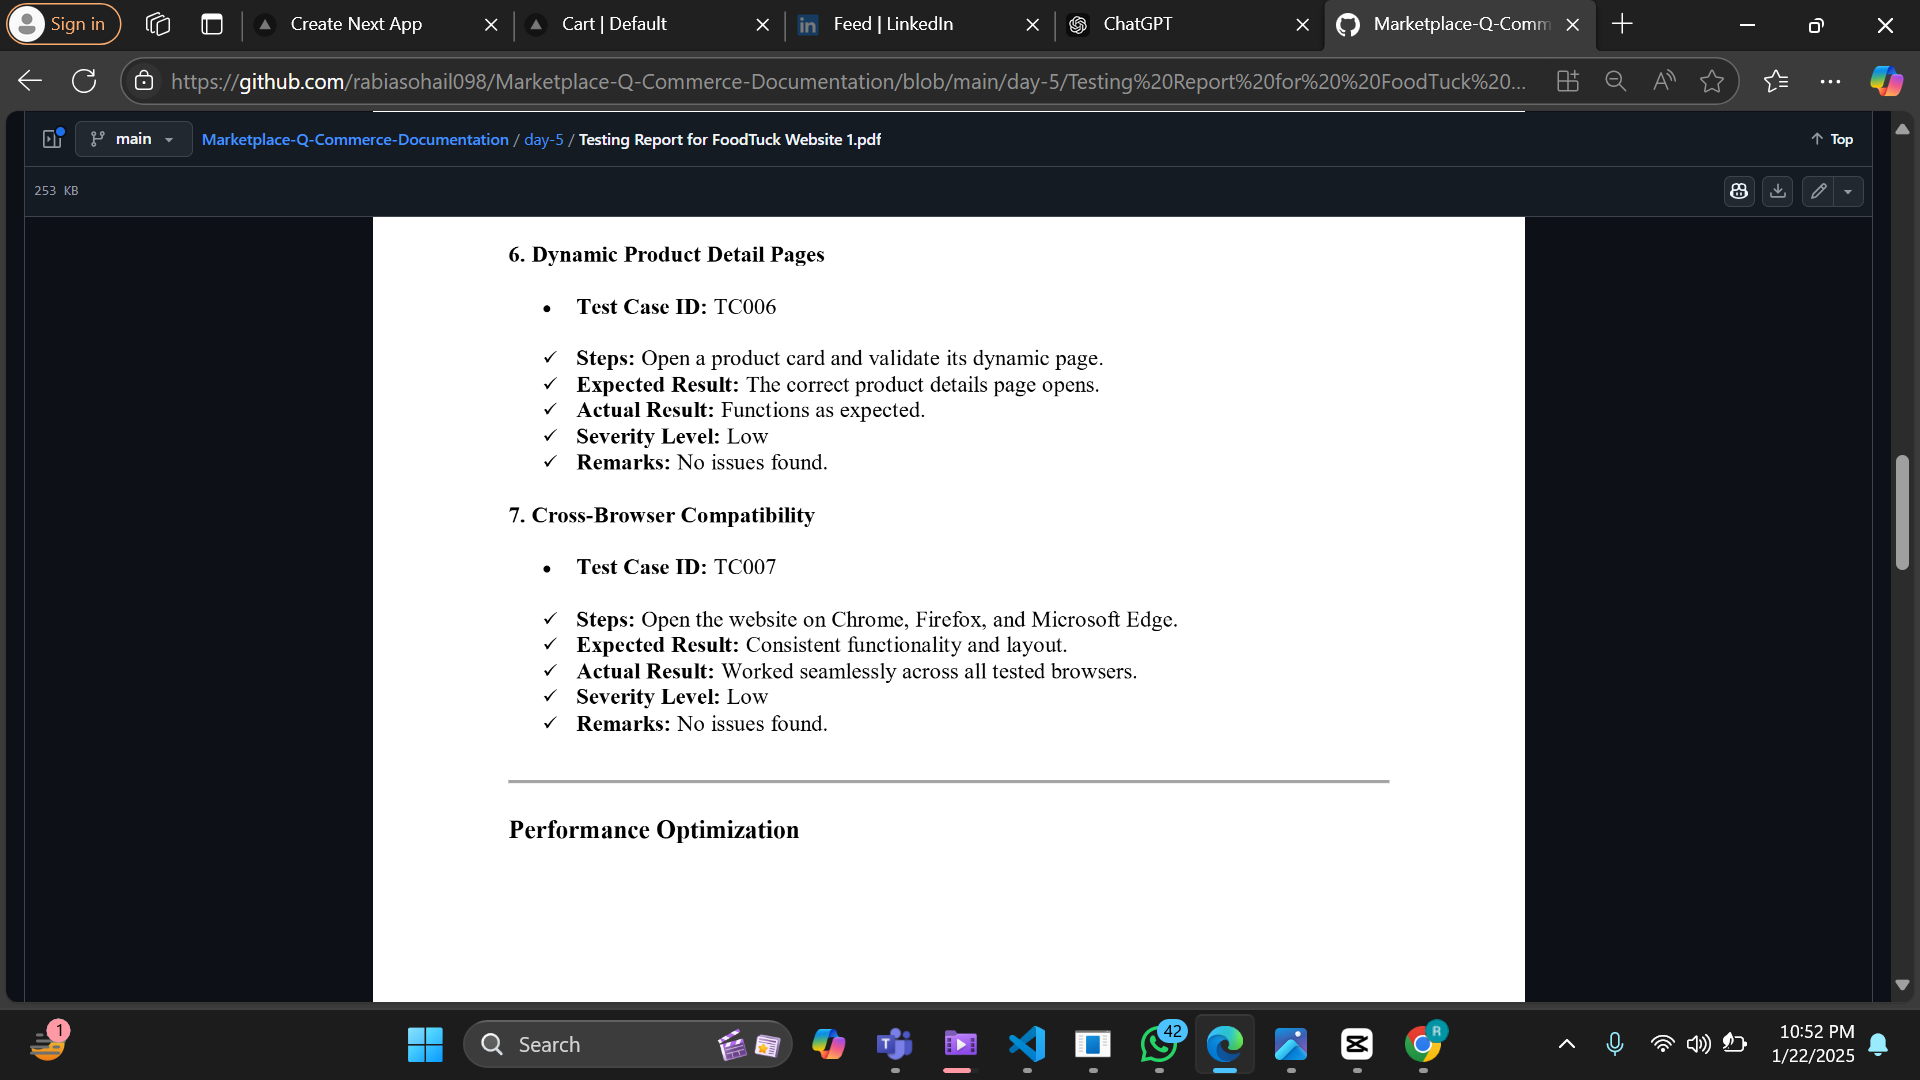 Sign in
Create Next App
Cart | Default
Feed | LinkedIn
ChatGPT
Marketplace-Q-Comm
https://github.com/rabiasohail098/Marketplace-Q-Commerce-Documentation/blob/main/day-5/Testing%20Report%20for%20%20FoodTuck%20...
main
Marketplace-Q-Commerce-Documentation / day-5 / Testing Report for FoodTuck Website 1.pdf
Top
253 KB
6. Dynamic Product Detail Pages
• Test Case ID: TC006
✓ Steps: Open a product card and validate its dynamic page.
✓ Expected Result: The correct product details page opens.
✓ Actual Result: Functions as expected.
✓ Severity Level: Low
✓ Remarks: No issues found.
7. Cross-Browser Compatibility
• Test Case ID: TC007
✓ Steps: Open the website on Chrome, Firefox, and Microsoft Edge.
✓ Expected Result: Consistent functionality and layout.
✓ Actual Result: Worked seamlessly across all tested browsers.
✓ Severity Level: Low
✓ Remarks: No issues found.
Performance Optimization
1
Search
42
R
10:52 PM
1/22/2025